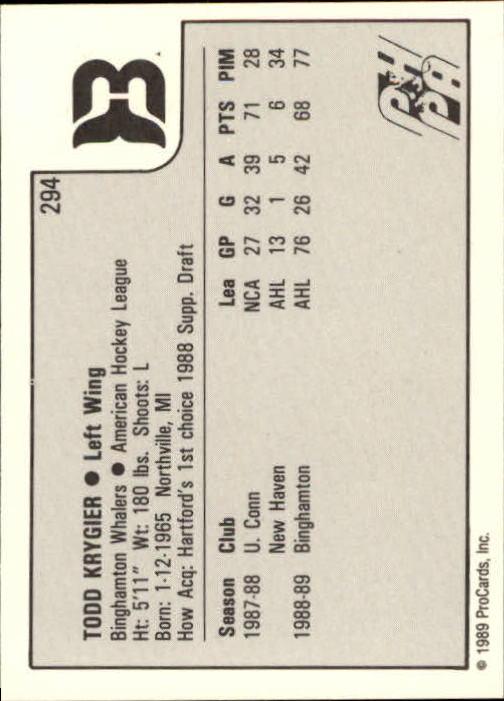 294
TODD KRYGIER ● Left Wing
Binghamton Whalers ● American Hockey League
Ht: 5'11" Wt: 180 lbs. Shoots: L
Born: 1-12-1965 Northville, MI
How Acq: Hartford's 1st choice 1988 Supp. Draft
Season Club Lea GP G A PTS PIM
1987-88 U. Conn NCA 27 32 39 71 28
New Haven AHL 13 1 5 6 34
1988-89 Binghamton AHL 76 26 42 68 77
© 1989 ProCards, Inc.